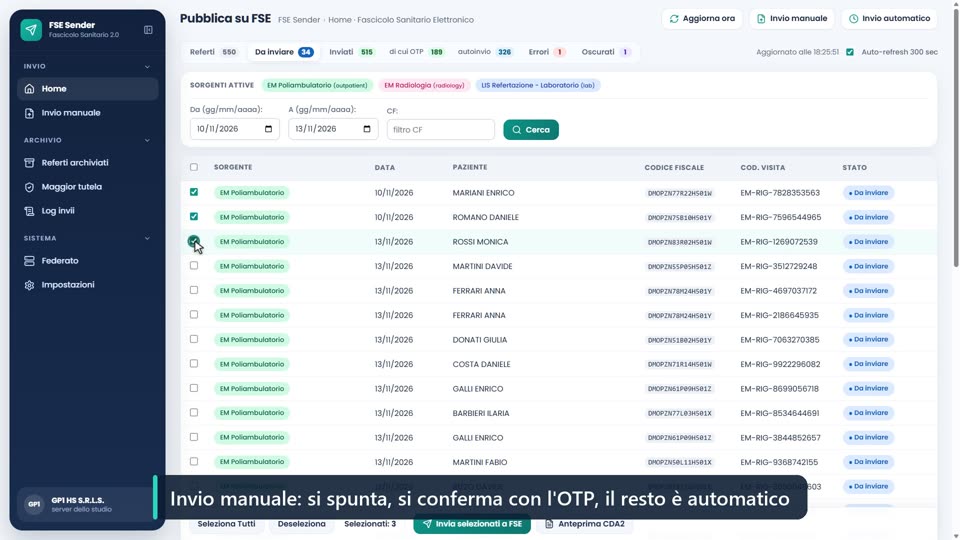 FSE Sender
Fascicolo Sanitario 2.0
INVIO
Home
Invio manuale
ARCHIVIO
Referti archiviati
Maggior tutela
Log invii
SISTEMA
Federato
Impostazioni
GP1
GP1 HS S.R.L.S.
server dello studio
Pubblica su FSE
FSE Sender · Home · Fascicolo Sanitario Elettronico
Aggiorna ora
Invio manuale
Invio automatico
Referti 550
Da inviare 34
Inviati 515
di cui OTP 189
autoinvio 326
Errori 1
Oscurati 1
Aggiornato alle 18:25:51
Auto-refresh 300 sec
SORGENTI ATTIVE
EM Poliambulatorio (outpatient)
EM Radiologia (radiology)
LIS Refertazione - Laboratorio (lab)
Da (gg/mm/aaaa): A (gg/mm/aaaa): CF:
10/11/2026 13/11/2026 filtro CF Cerca
SORGENTE DATA PAZIENTE CODICE FISCALE COD. VISITA STATO
EM Poliambulatorio 10/11/2026 MARIANI ENRICO DMOPZN77R22H501W EM-RIG-7828353563 Da inviare
EM Poliambulatorio 10/11/2026 ROMANO DANIELE DMOPZN75B10H501Y EM-RIG-7596544965 Da inviare
EM Poliambulatorio 13/11/2026 ROSSI MONICA DMOPZN83R02H501W EM-RIG-1269072539 Da inviare
EM Poliambulatorio 13/11/2026 MARTINI DAVIDE DMOPZN55P05H501Z EM-RIG-3512729248 Da inviare
EM Poliambulatorio 13/11/2026 FERRARI ANNA DMOPZN78M24H501Y EM-RIG-4697037172 Da inviare
EM Poliambulatorio 13/11/2026 FERRARI ANNA DMOPZN78M24H501Y EM-RIG-2186645935 Da inviare
EM Poliambulatorio 13/11/2026 DONATI GIULIA DMOPZN51B02H501Y EM-RIG-7063270385 Da inviare
EM Poliambulatorio 13/11/2026 COSTA DANIELE DMOPZN71R14H501W EM-RIG-9922296082 Da inviare
EM Poliambulatorio 13/11/2026 GALLI ENRICO DMOPZN61P09H501Z EM-RIG-8699056718 Da inviare
EM Poliambulatorio 13/11/2026 BARBIERI ILARIA DMOPZN77L03H501X EM-RIG-8534644691 Da inviare
EM Poliambulatorio 13/11/2026 GALLI ENRICO DMOPZN61P09H501Z EM-RIG-3844852657 Da inviare
EM Poliambulatorio 13/11/2026 MARTINI FABIO DMOPZN50L11H501X EM-RIG-9368742155 Da inviare
Da inviare
Invio manuale: si spunta, si conferma con l'OTP, il resto è automatico
Seleziona Tutti
Deseleziona
Selezionati: 3
Invia selezionati a FSE
Anteprima CDA2